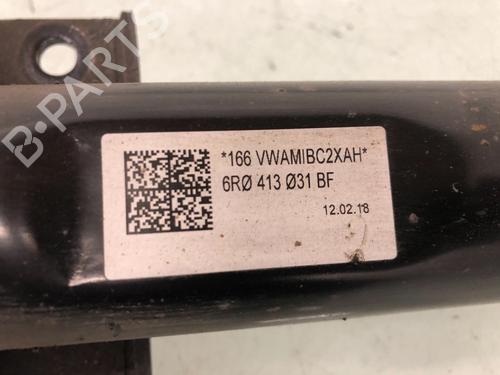 B-PARTS
*166 VWAMIBC2XAH*
6RØ 413 Ø31 BF
12.02.18